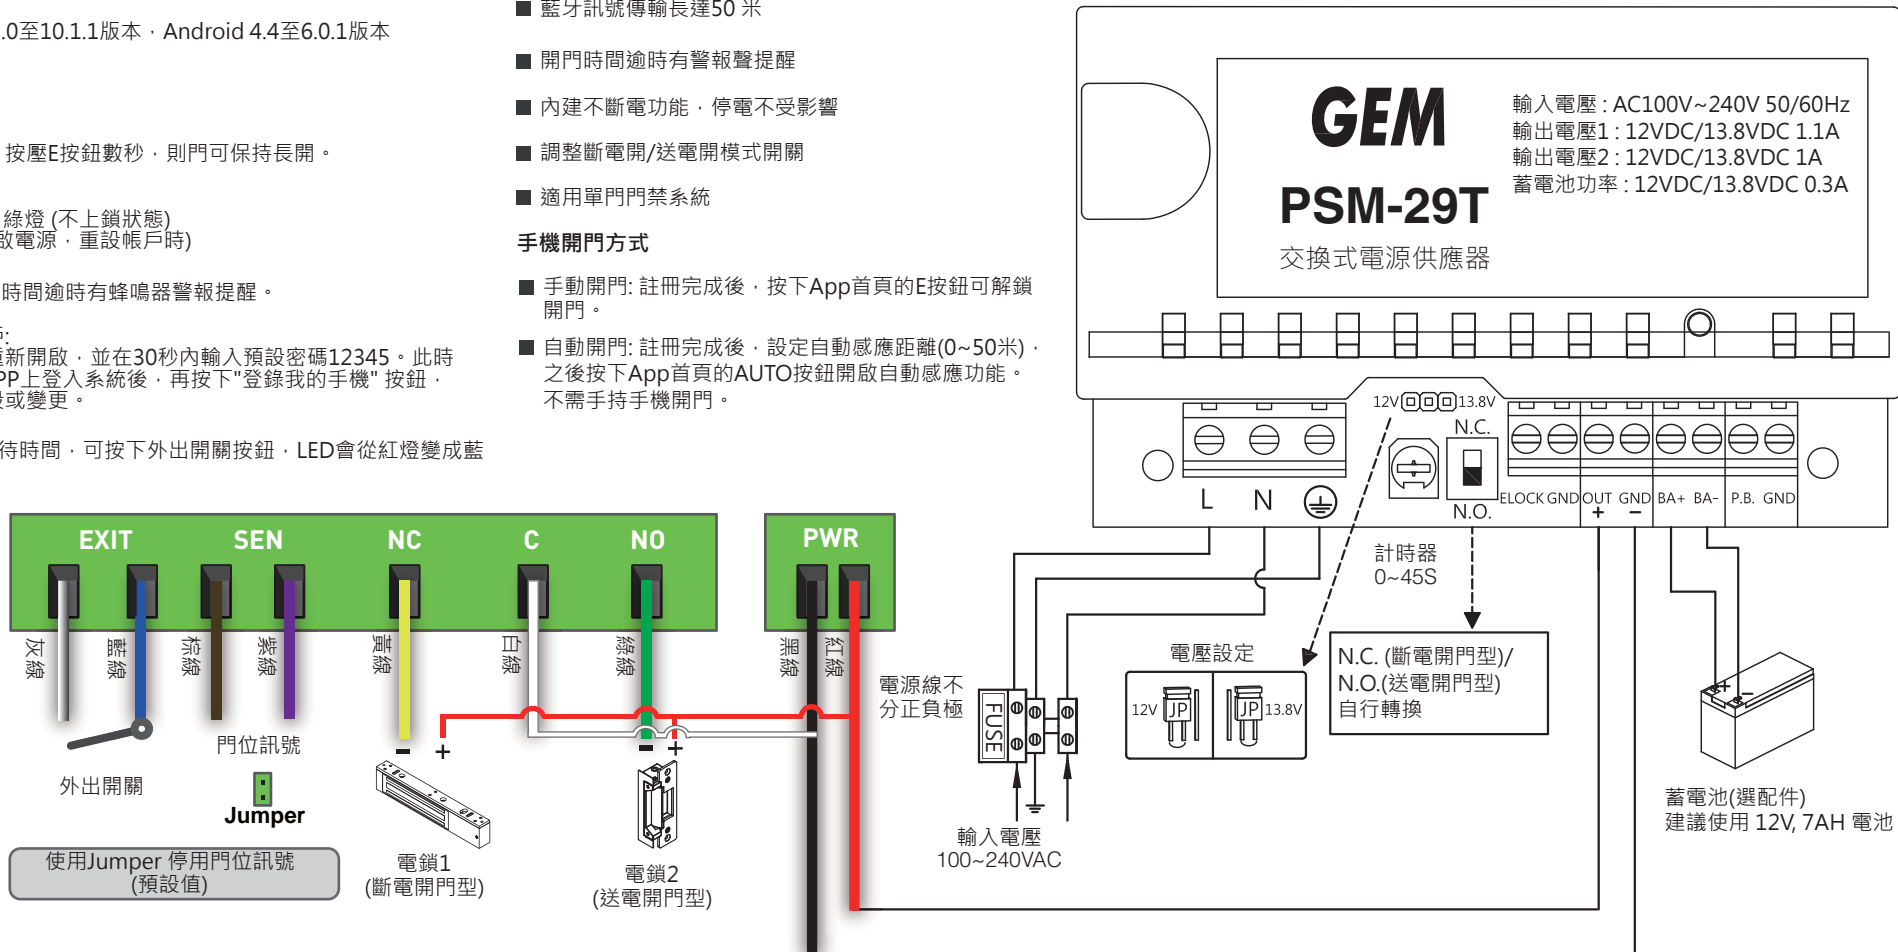 .0至10.1.1版本，Android 4.4至6.0.1版本
按壓E按鈕數秒，則門可保持長開。
綠燈 (不上鎖狀態)
啟電源，重設帳戶時)
時間逾時有蜂鳴器警報提醒。
重新開啟，並在30秒內輸入預設密碼12345。此時
PP上登入系統後，再按下"登錄我的手機" 按鈕，
或變更。
待時間，可按下外出開關按鈕，LED會從紅燈變成藍
■ 藍牙訊號傳輸長達50 米
■ 開門時間逾時有警報聲提醒
■ 內建不斷電功能，停電不受影響
■ 調整斷電開/送電開模式開關
■ 適用單門門禁系統
手機開門方式
■ 手動開門: 註冊完成後，按下App首頁的E按鈕可解鎖
開門。
■ 自動開門: 註冊完成後，設定自動感應距離(0~50米)，
之後按下App首頁的AUTO按鈕開啟自動感應功能。
不需手持手機開門。
GEM
PSM-29T
交換式電源供應器
輸入電壓 : AC100V~240V 50/60Hz
輸出電壓1 : 12VDC/13.8VDC 1.1A
輸出電壓2 : 12VDC/13.8VDC 1A
蓄電池功率 : 12VDC/13.8VDC 0.3A
12V 13.8V
N.C.
N.O.
L N
ELOCK GND OUT GND BA+ BA- P.B. GND
+ −
計時器
0~45S
EXIT SEN NC C NO PWR
灰線
藍線
棕線
紫線
黃線
白線
綠線
黑線
紅線
外出開關
門位訊號
Jumper
使用Jumper 停用門位訊號
(預設值)
- +
電鎖1
(斷電開門型)
- +
電鎖2
(送電開門型)
電源線不
分正負極
FUSE
輸入電壓
100~240VAC
電壓設定
12V JP JP 13.8V
N.C. (斷電開門型)/
N.O.(送電開門型)
自行轉換
+ −
蓄電池(選配件)
建議使用 12V, 7AH 電池